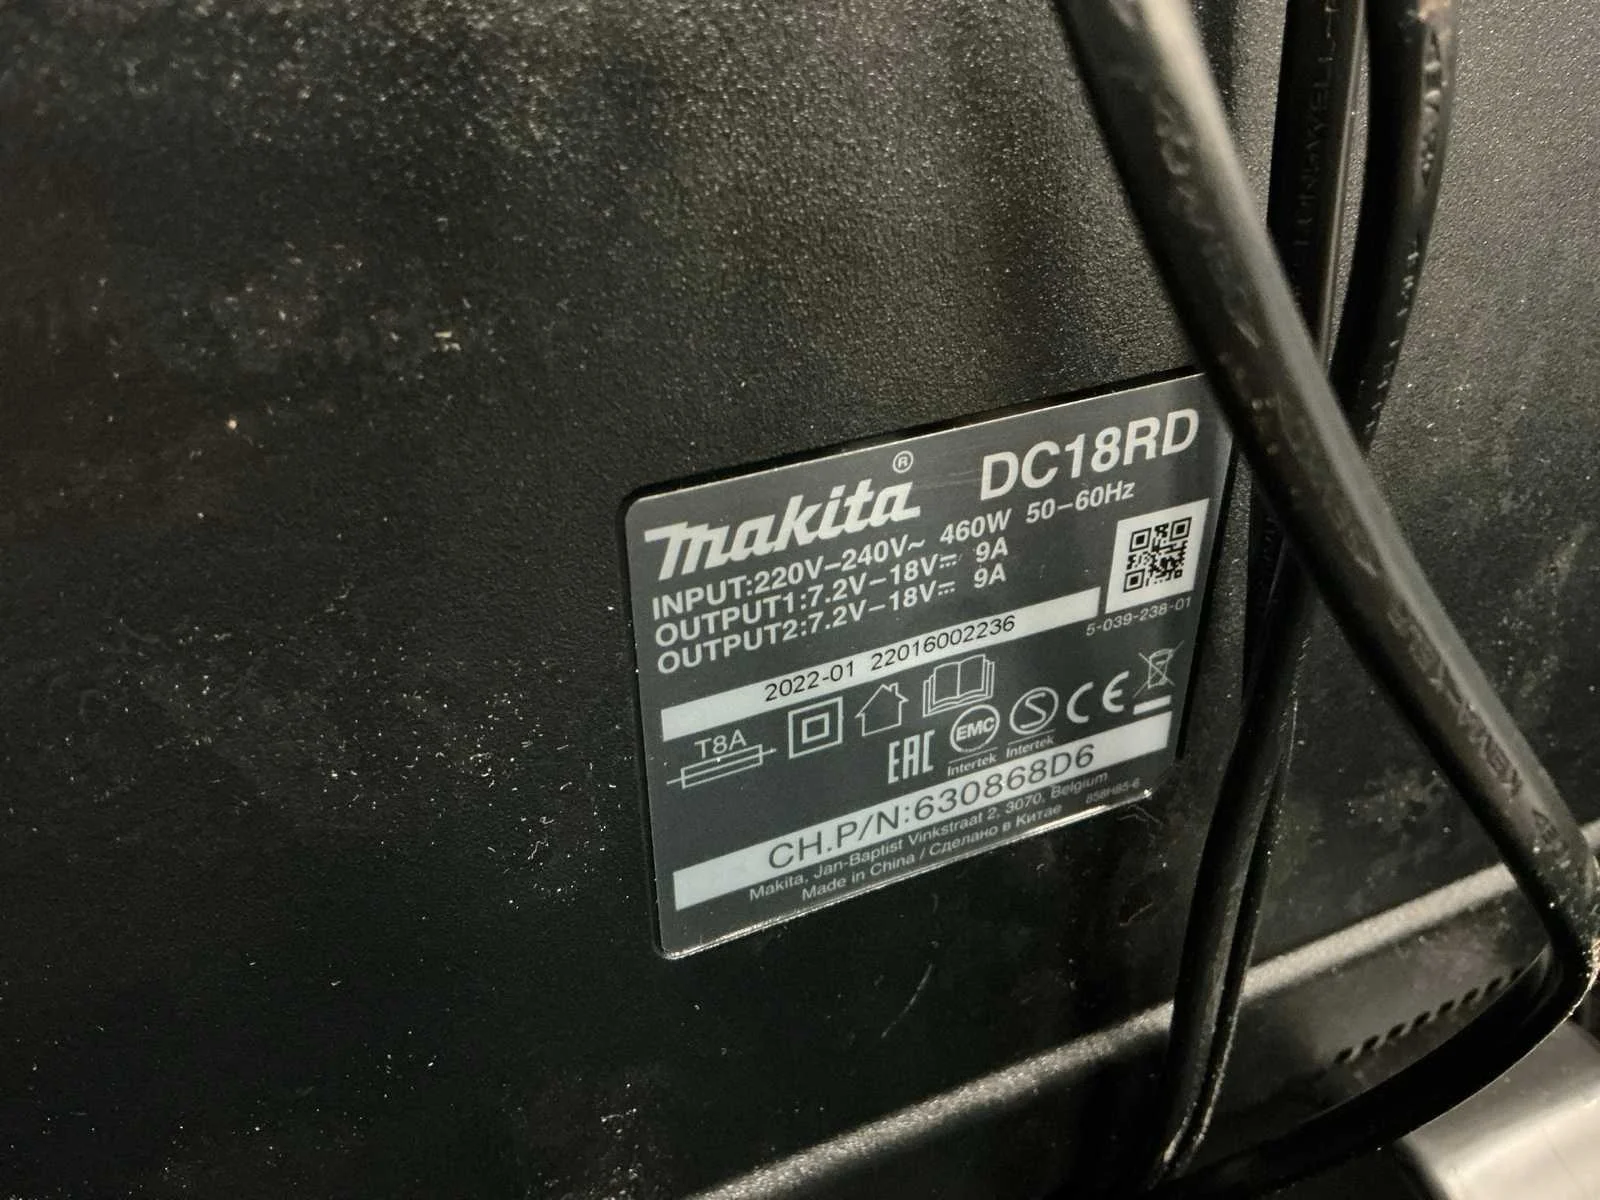 makita® DC18RD
INPUT:220V–240V~ 460W 50–60Hz
OUTPUT1:7.2V–18V⎓ 9A
OUTPUT2:7.2V–18V⎓ 9A
5-039-238-01
2022-01 22016002236
T8A
EAC EMC Intertek S Intertek CE
CH.P/N:630868D6
Makita, Jan-Baptist Vinkstraat 2, 3070, Belgium
Made in China / Сделано в Китае 858H85-6